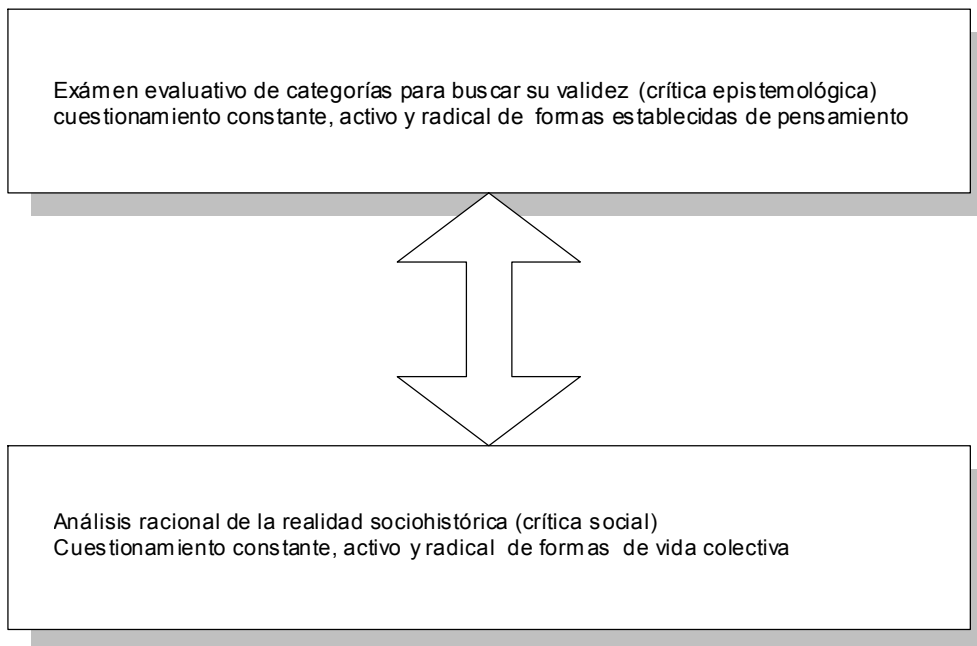 Exámen evaluativo de categorías para buscar su validez (crítica epistemológica)
cuestionamiento constante, activo y radical de formas establecidas de pensamiento
Análisis racional de la realidad sociohistórica (crítica social)
Cuestionamiento constante, activo y radical de formas de vida colectiva